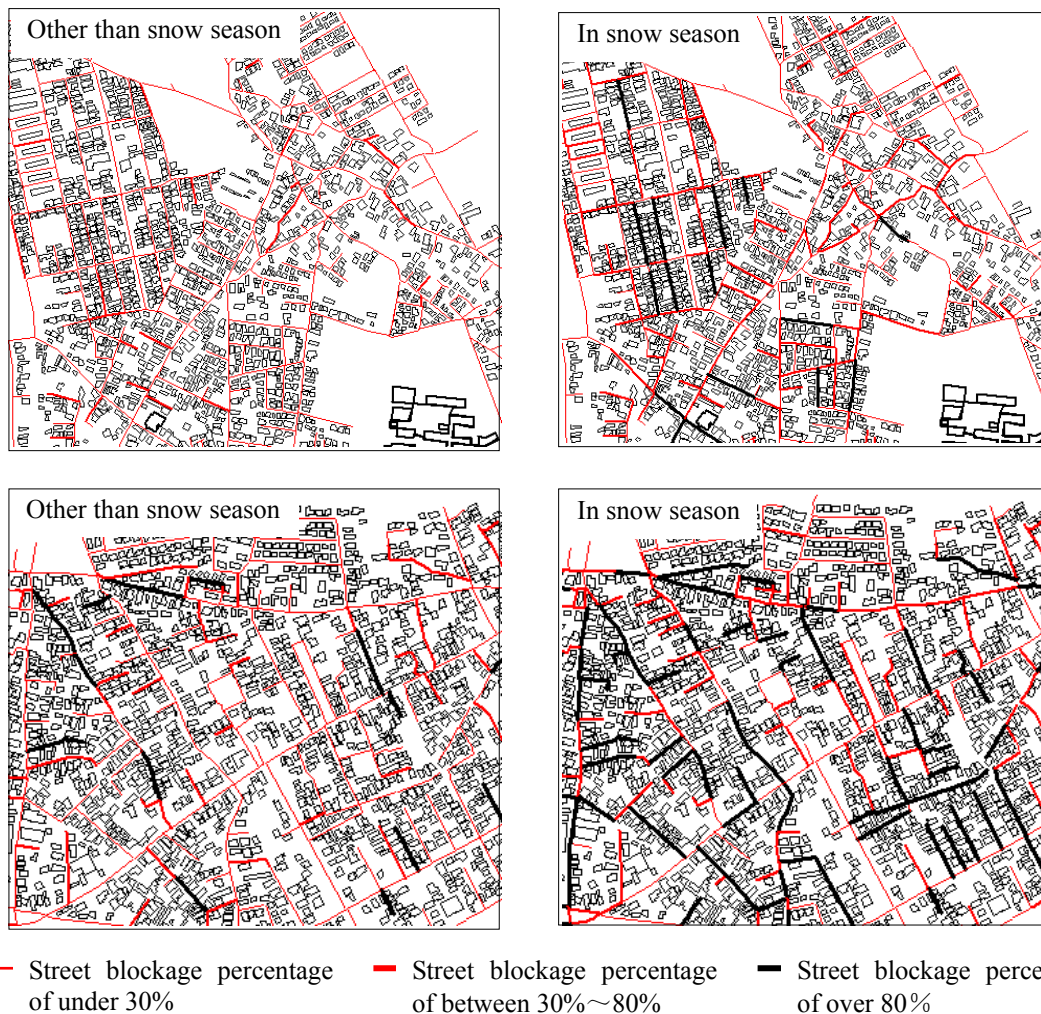 Other than snow season
In snow season
Other than snow season
In snow season
Street blockage percentage
of under 30%
Street blockage percentage
of between 30%～80%
Street blockage perce
of over 80%